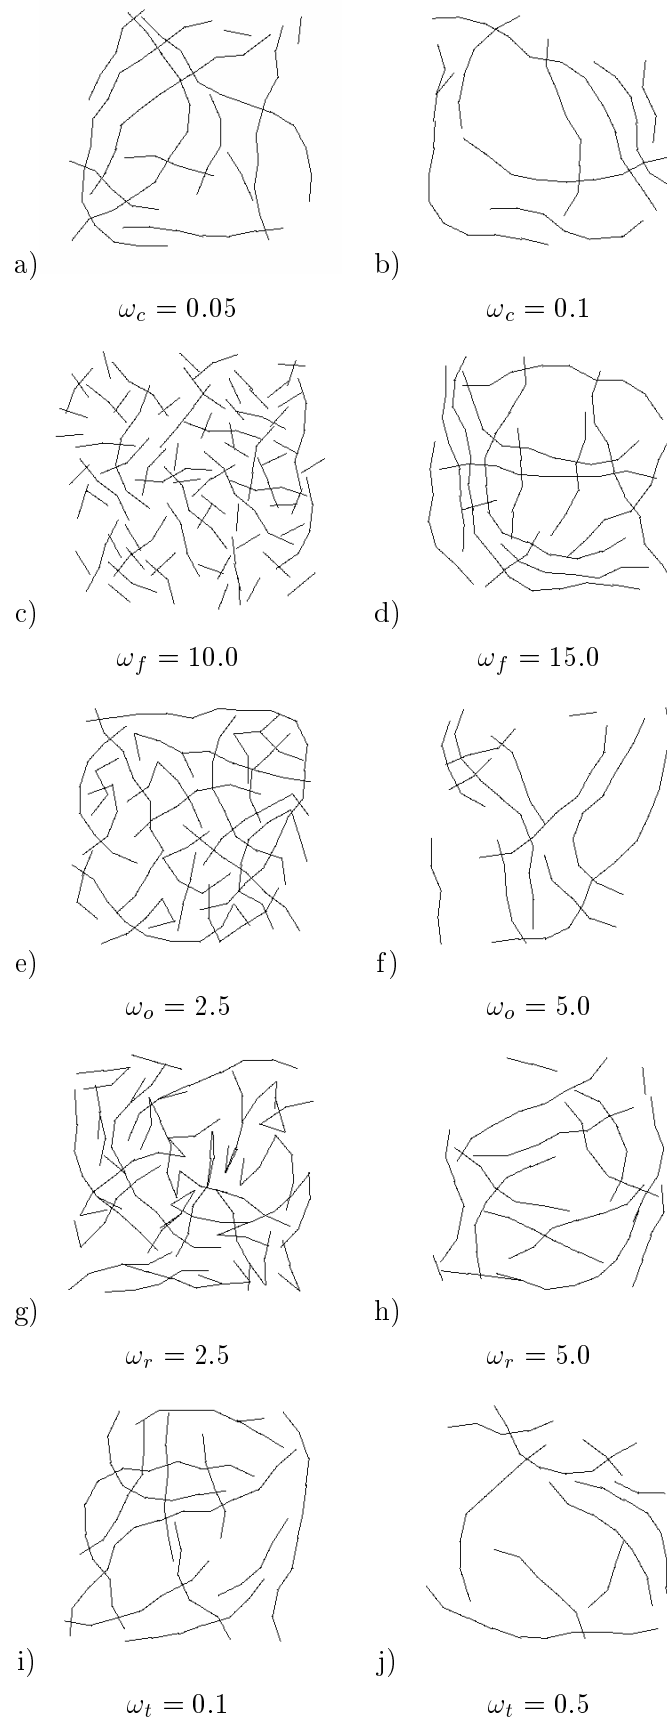 a) b)
ω_c = 0.05 ω_c = 0.1
c) d)
ω_f = 10.0 ω_f = 15.0
e) f)
ω_o = 2.5 ω_o = 5.0
g) h)
ω_r = 2.5 ω_r = 5.0
i) j)
ω_t = 0.1 ω_t = 0.5